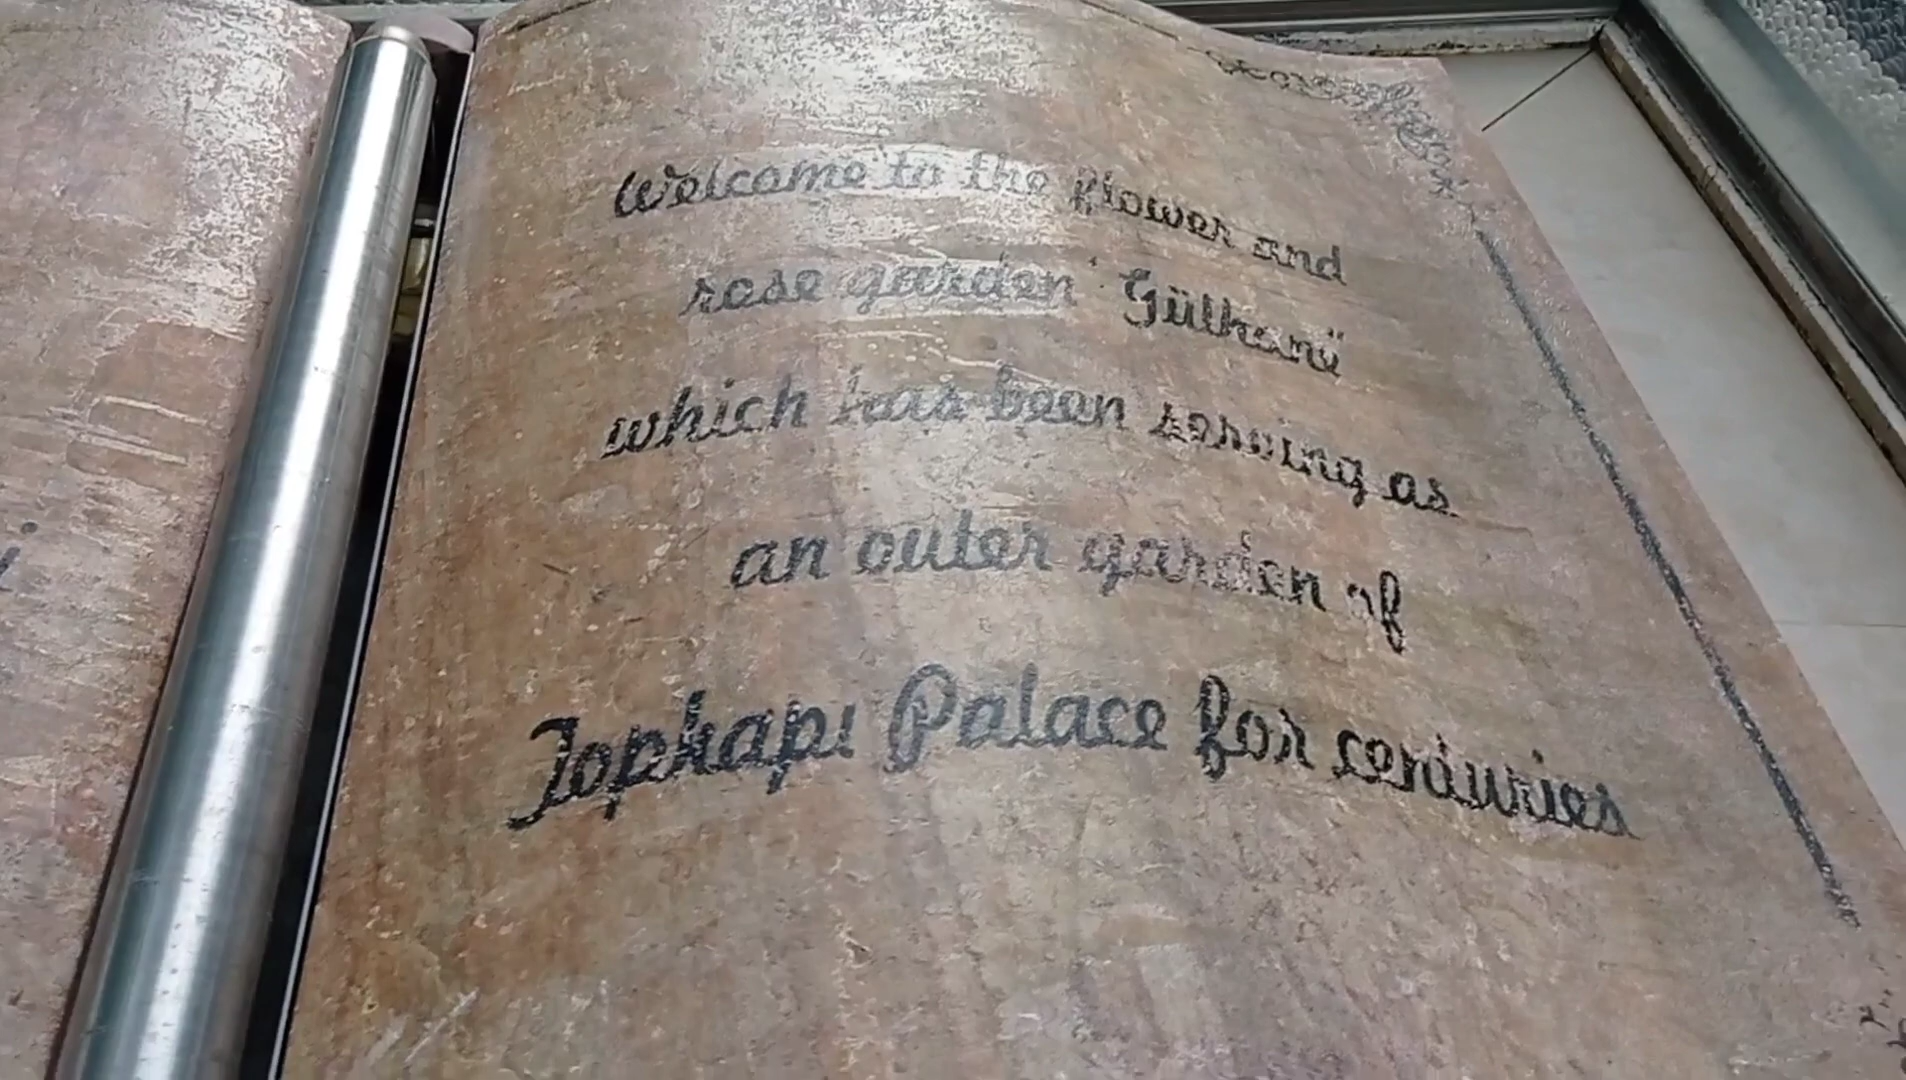 Welcome to the flower and
rose garden "Gülhane"
which has been serving as
an outer garden of
Topkapı Palace for centuries